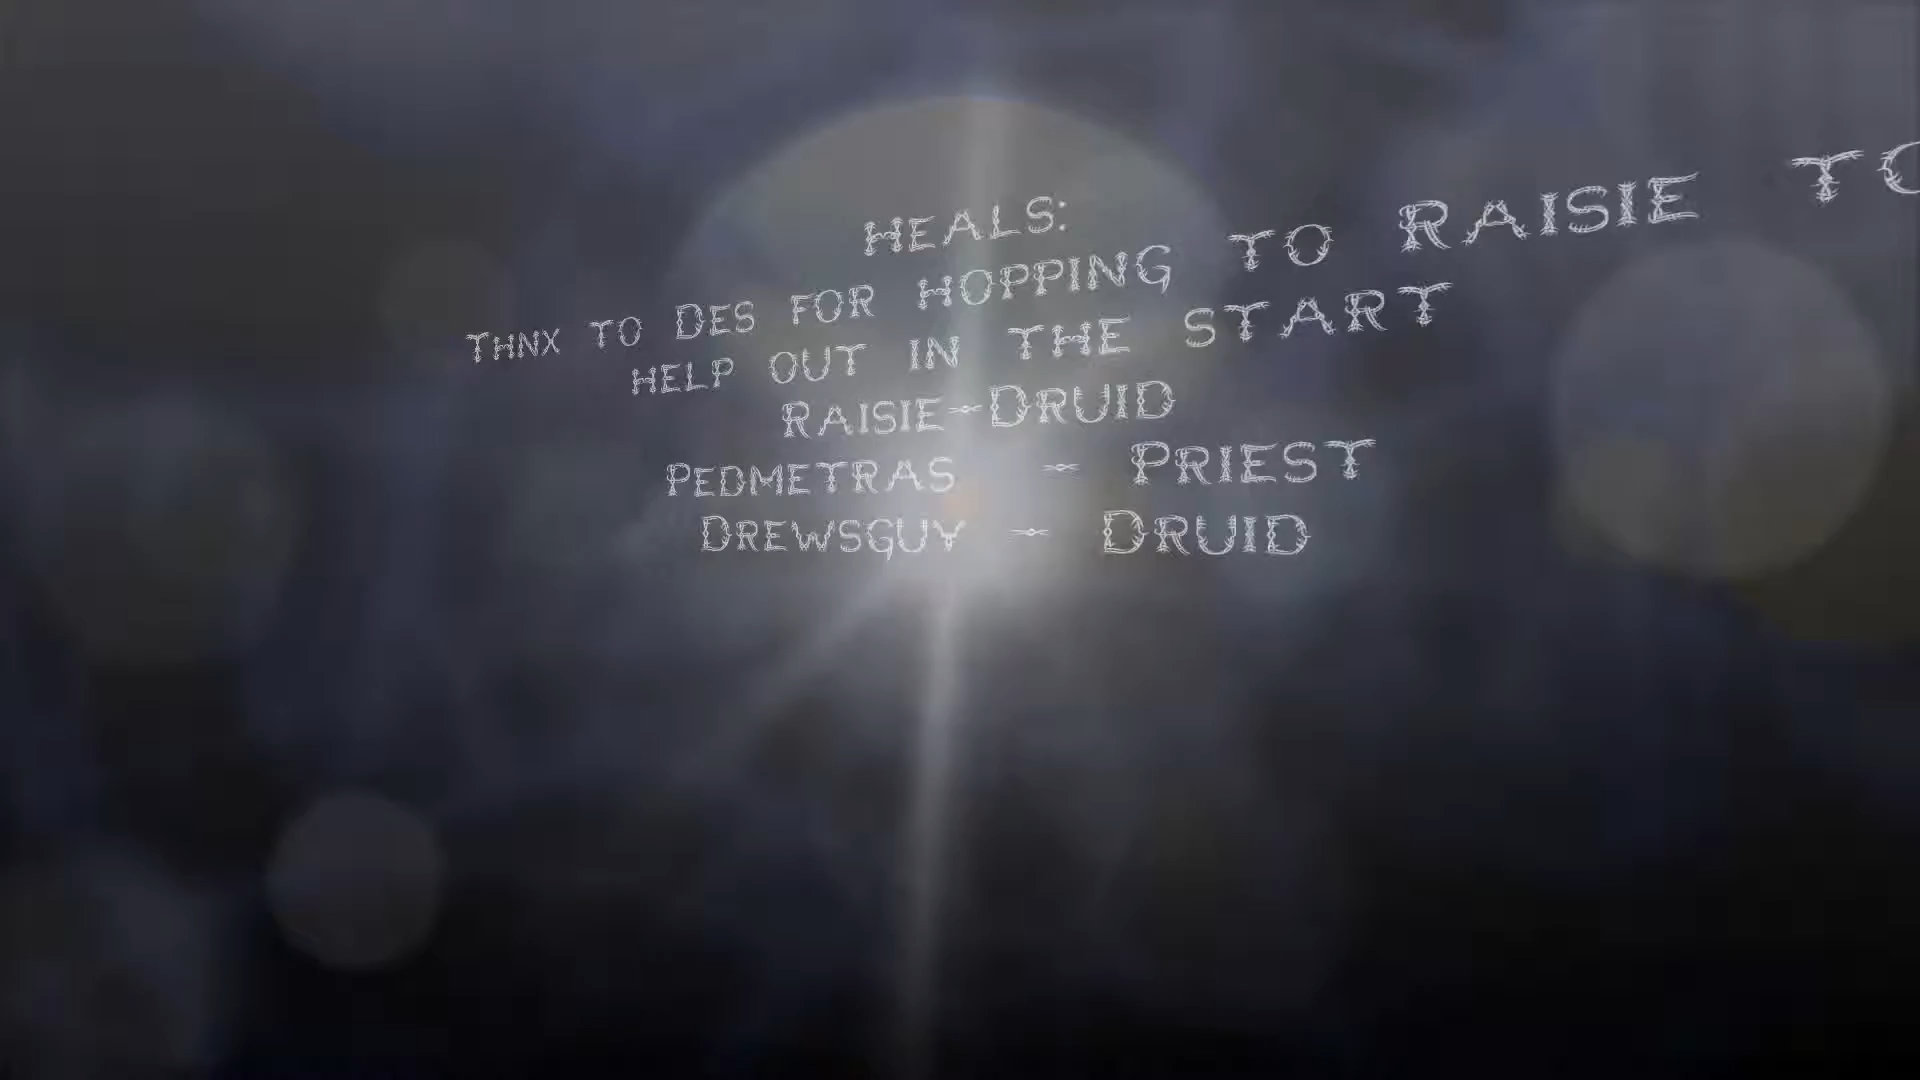 HEALS:
THNX TO DES FOR HOPPING TO RAISIE TO
HELP OUT IN THE START
RAISIE-DRUID
PEDMETRAS - PRIEST
DREWSGUY - DRUID